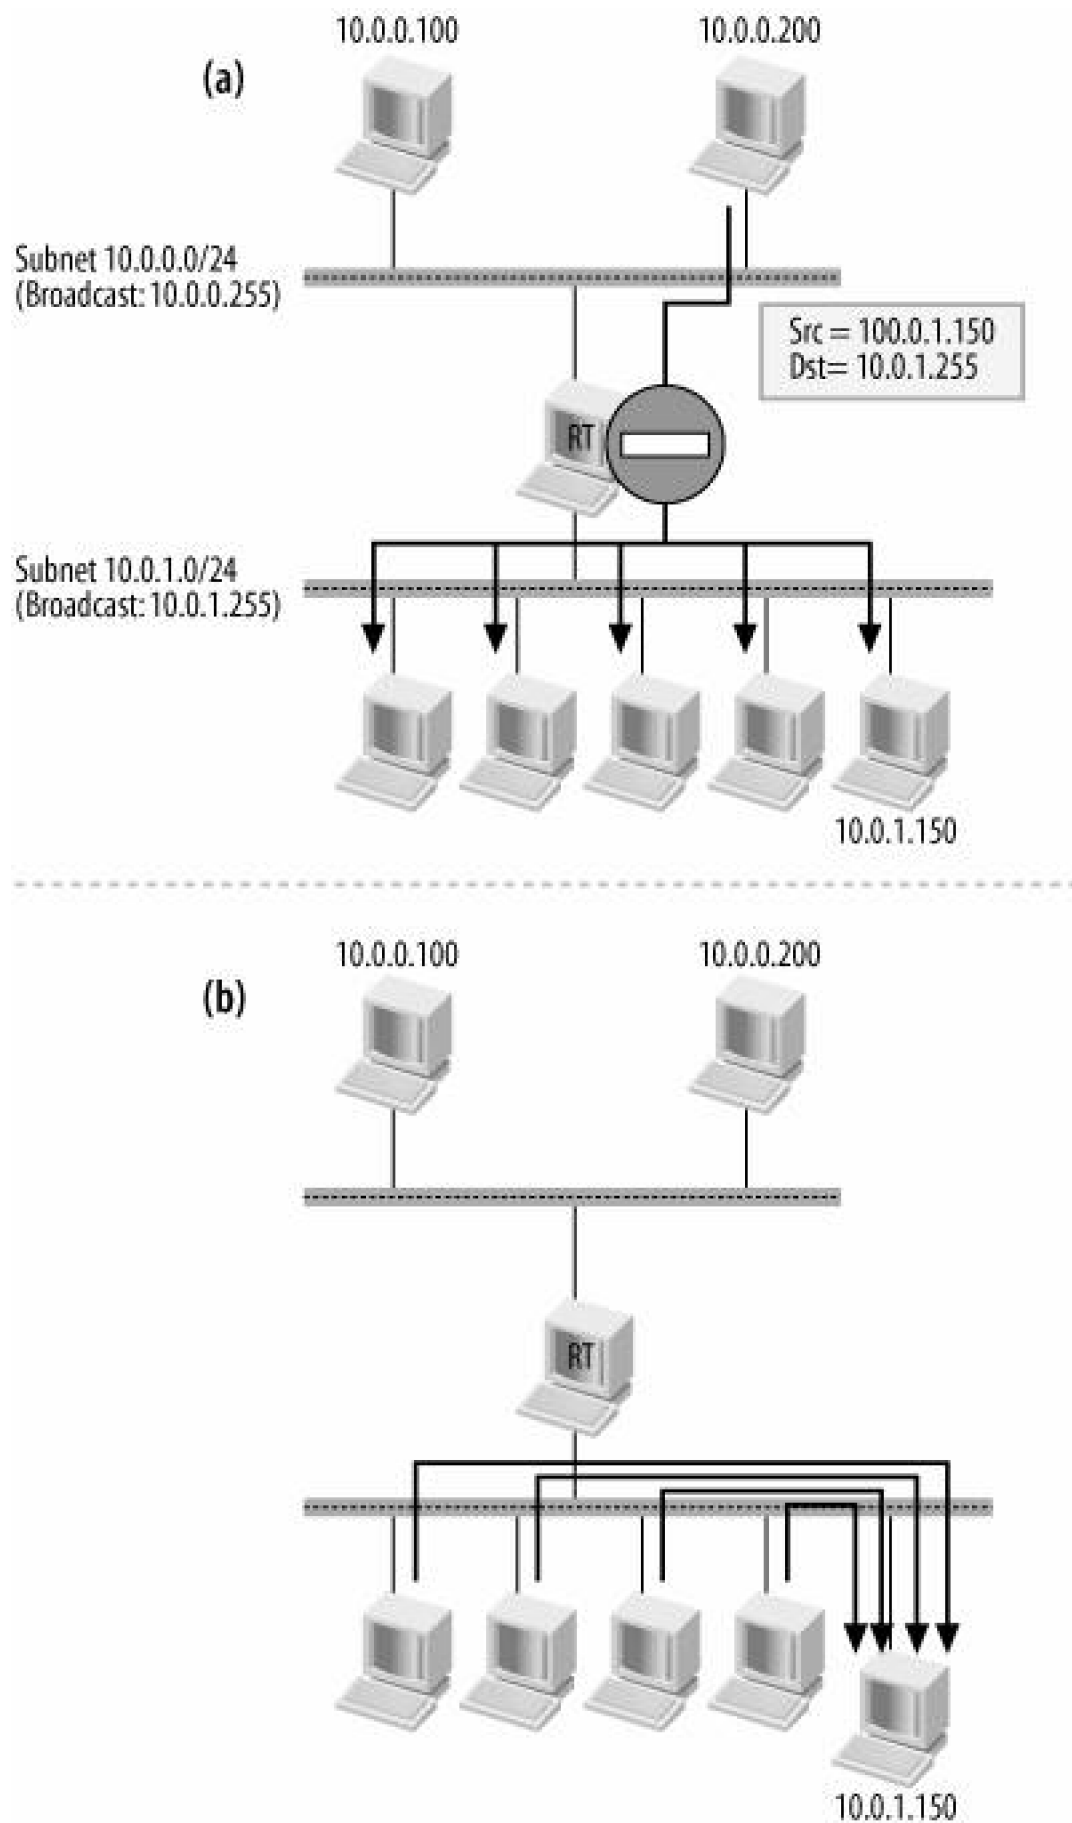 10.0.0.100
10.0.0.200
(a)
Subnet 10.0.0.0/24
(Broadcast: 10.0.0.255)
Src = 100.0.1.150
Dst= 10.0.1.255
RT
Subnet 10.0.1.0/24
(Broadcast: 10.0.1.255)
10.0.1.150
10.0.0.100
10.0.0.200
(b)
RT
10.0.1.150